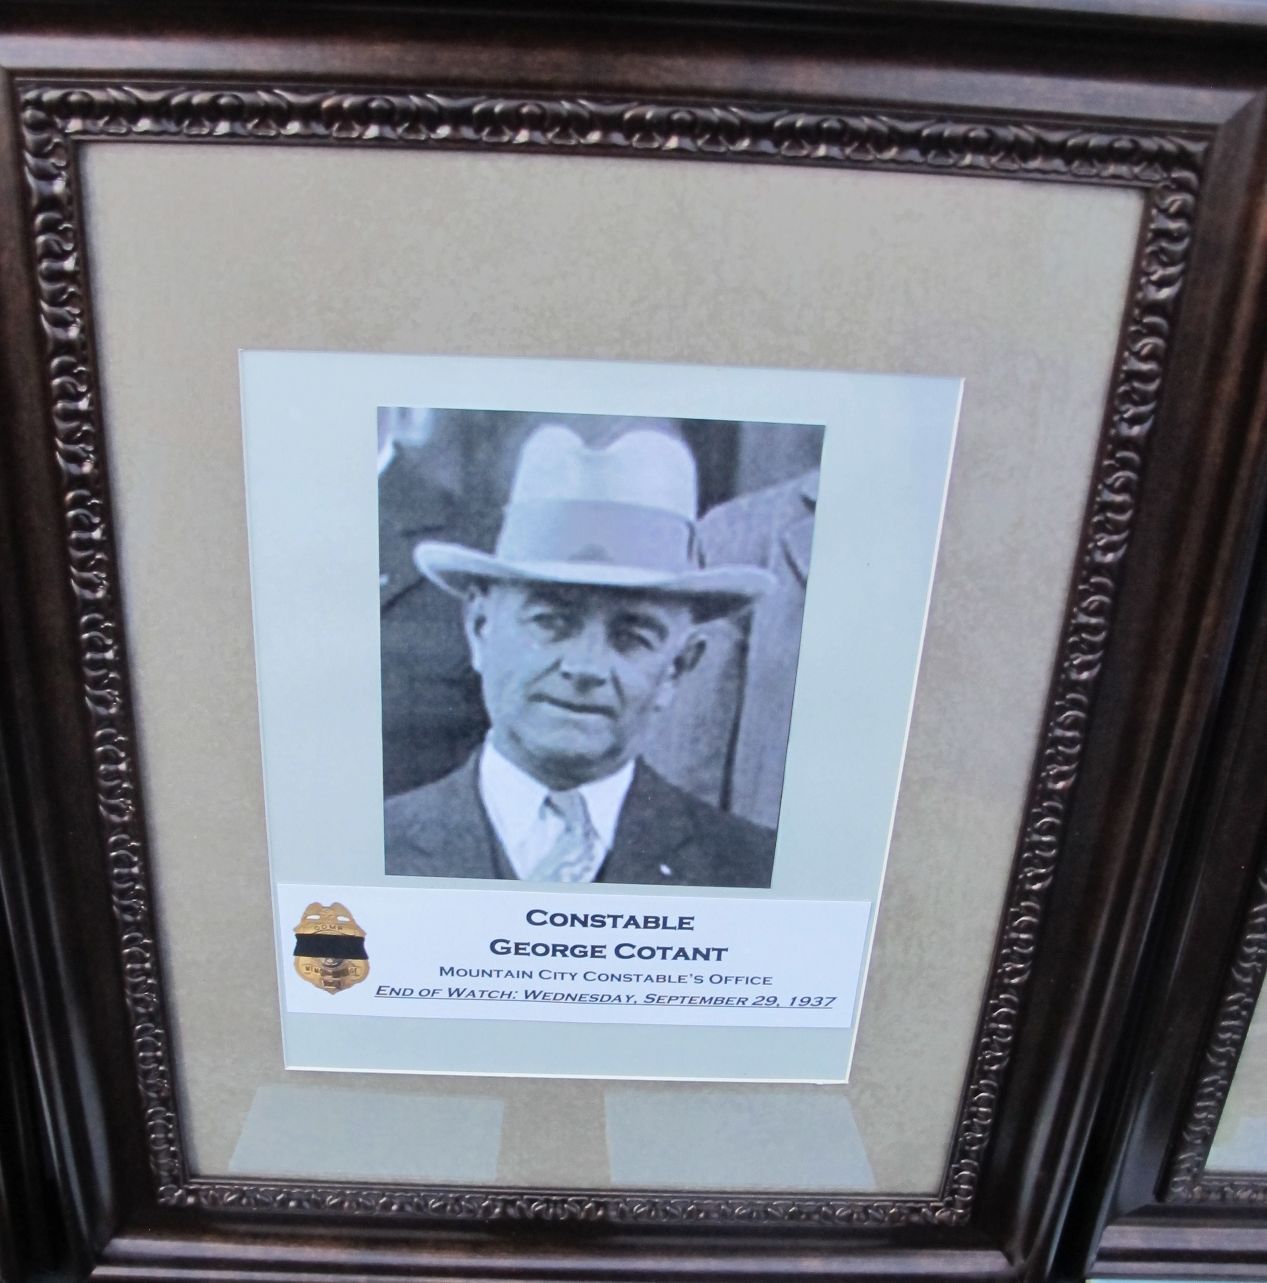 CONSTABLE
GEORGE COTANT
MOUNTAIN CITY CONSTABLE'S OFFICE
END OF WATCH: WEDNESDAY, SEPTEMBER 29, 1937